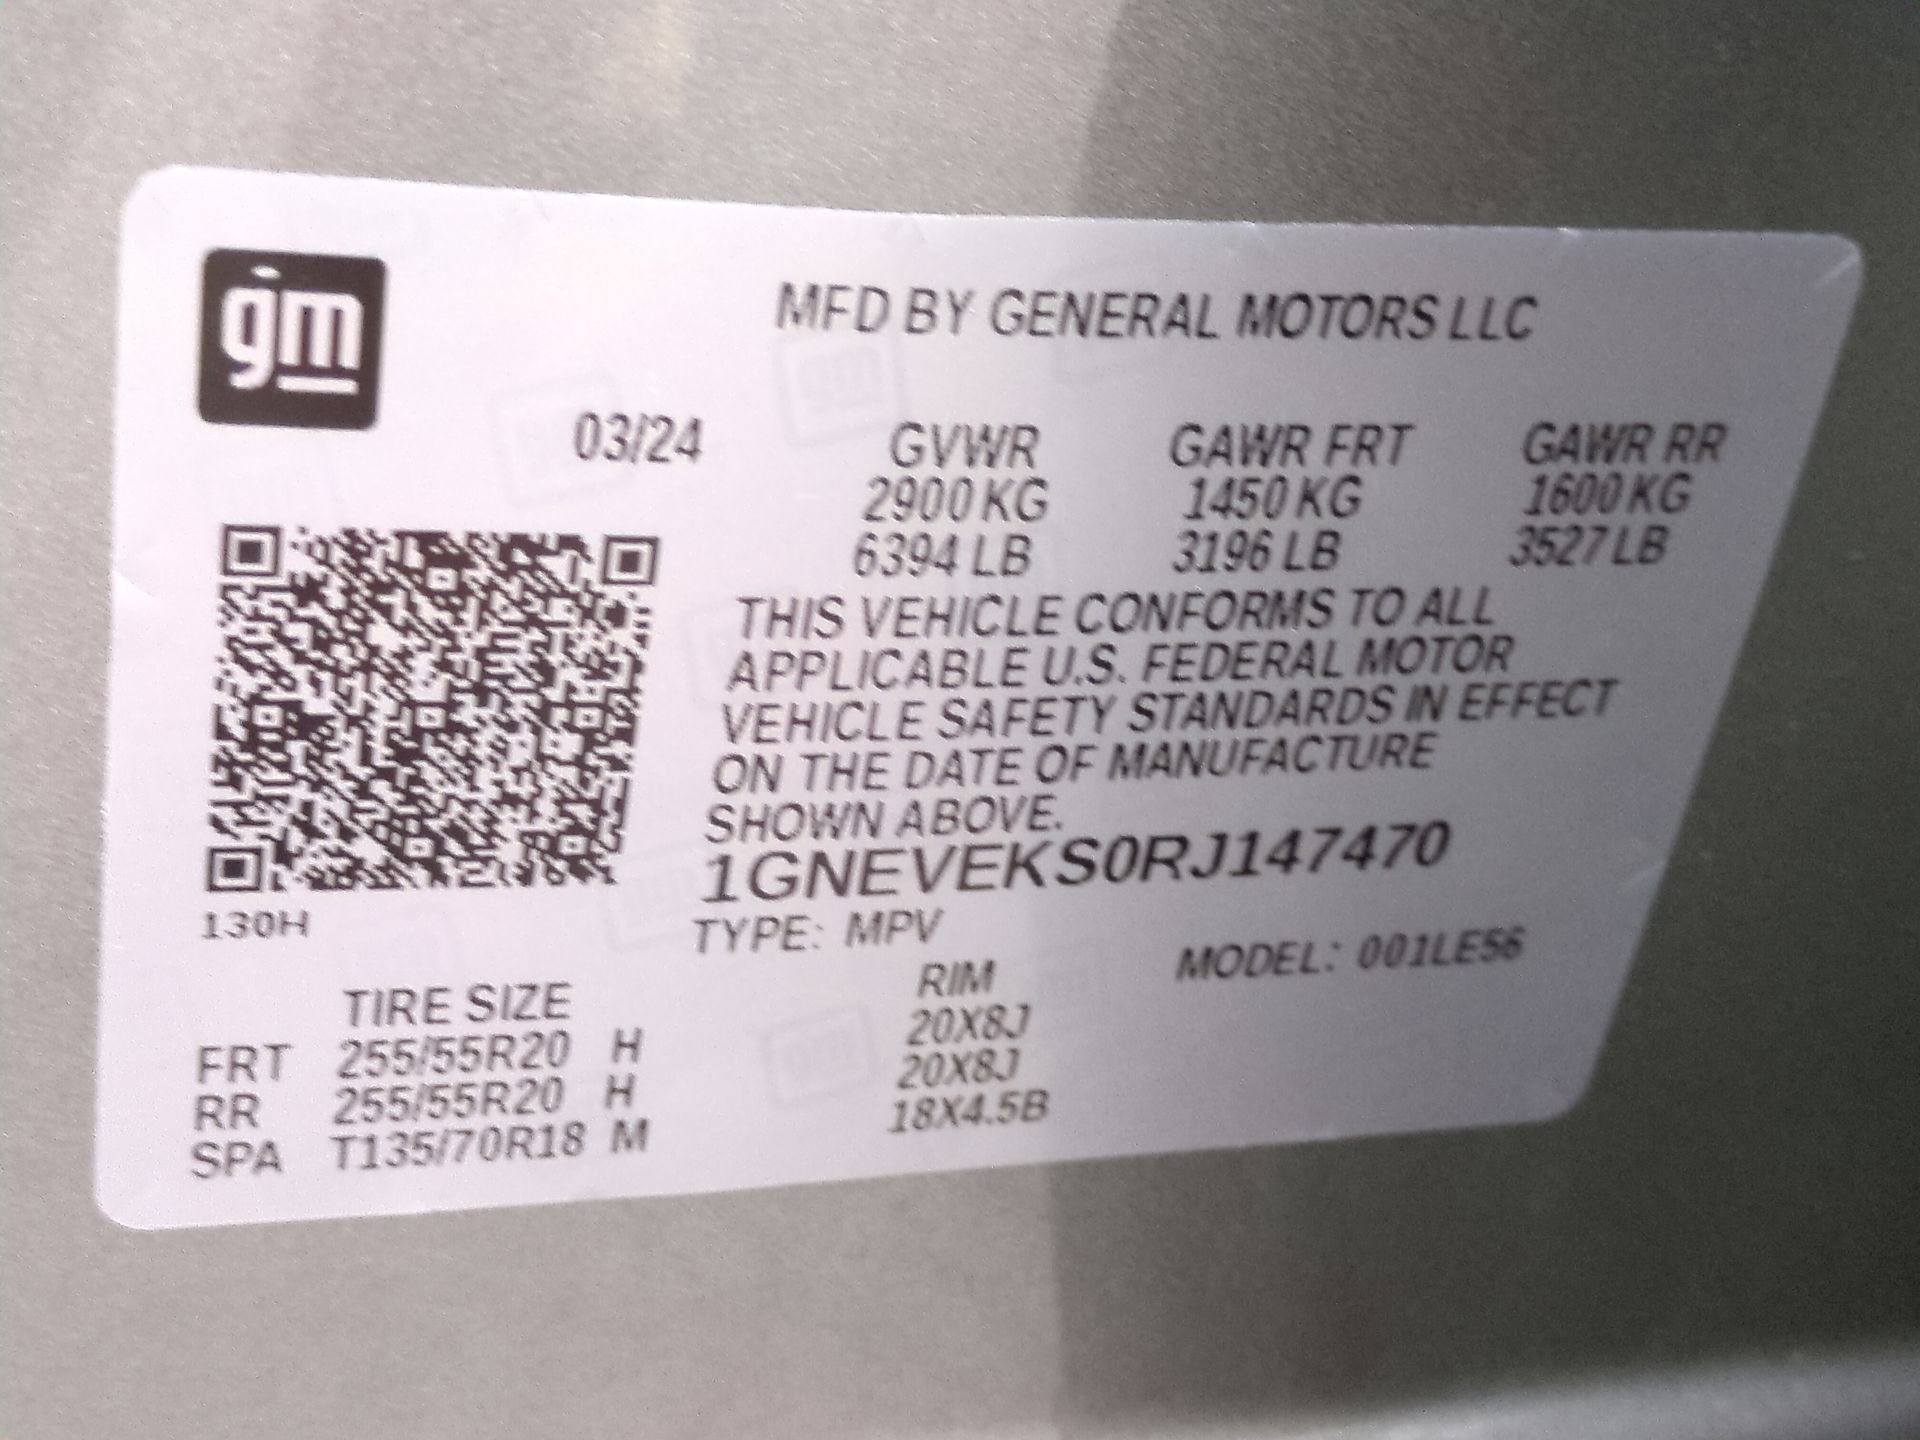 gm
MFD BY GENERAL MOTORS LLC
03/24 GVWR GAWR FRT GAWR RR
2900 KG 1450 KG 1600 KG
6394 LB 3196 LB 3527 LB
THIS VEHICLE CONFORMS TO ALL
APPLICABLE U.S. FEDERAL MOTOR
VEHICLE SAFETY STANDARDS IN EFFECT
ON THE DATE OF MANUFACTURE
SHOWN ABOVE.
1GNEVEKS0RJ147470
130H
TYPE: MPV MODEL: 001LE56
TIRE SIZE RIM
FRT 255/55R20 H 20X8J
RR 255/55R20 H 20X8J
SPA T135/70R18 M 18X4.5B